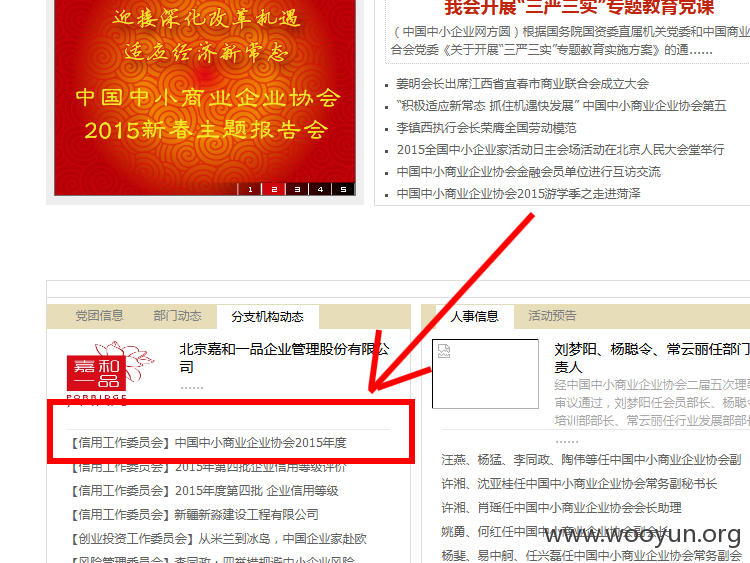 迎接深化改革机遇
适应经济新常态
中国中小商业企业协会
2015新春主题报告会
1 2 3 4 5
我会开展“三严三实”专题教育党课
（中国中小企业网方圆）根据国务院国资委直属机关党委和中国商业
合会党委《关于开展“三严三实”专题教育实施方案》的通......
姜明会长出席江西省宜春市商业联合会成立大会
“积极适应新常态 抓住机遇快发展” 中国中小商业企业协会第五
李镇西执行会长荣膺全国劳动模范
2015全国中小企业家活动日主会场活动在北京人民大会堂举行
中国中小商业企业协会金融会员单位进行互访交流
中国中小商业企业协会2015游学季之走进菏泽
党团信息 部门动态 分支机构动态
嘉和一品
PORRIDGE
北京嘉和一品企业管理股份有限公
司
......
【信用工作委员会】中国中小商业企业协会2015年度
【信用工作委员会】2015年第四批企业信用等级评价
【信用工作委员会】2015年度第四批 企业信用等级
【信用工作委员会】新疆新淼建设工程有限公司
【创业投资工作委员会】从米兰到冰岛，中国企业家赴欧
【风险管理委员会】李同政：四举措规避中小企业风险
人事信息 活动预告
刘梦阳、杨聪令、常云丽任部门
责人
经中国中小商业企业协会二届五次理事
审议通过，刘梦阳任会员部长、杨聪令
培训部部长、常云丽任行业发展部部长
......
汪燕、杨猛、李同政、陶伟等任中国中小商业企业协会副
许湘、沈亚桂任中国中小商业企业协会常务副秘书长
许湘、肖瑶任中国中小商业企业协会会长助理
姚勇、何红任中国中小商业企业协会副会长
杨斐、易中舸、任兴磊任中国中小商业企业协会常务副会
www.wooyun.org